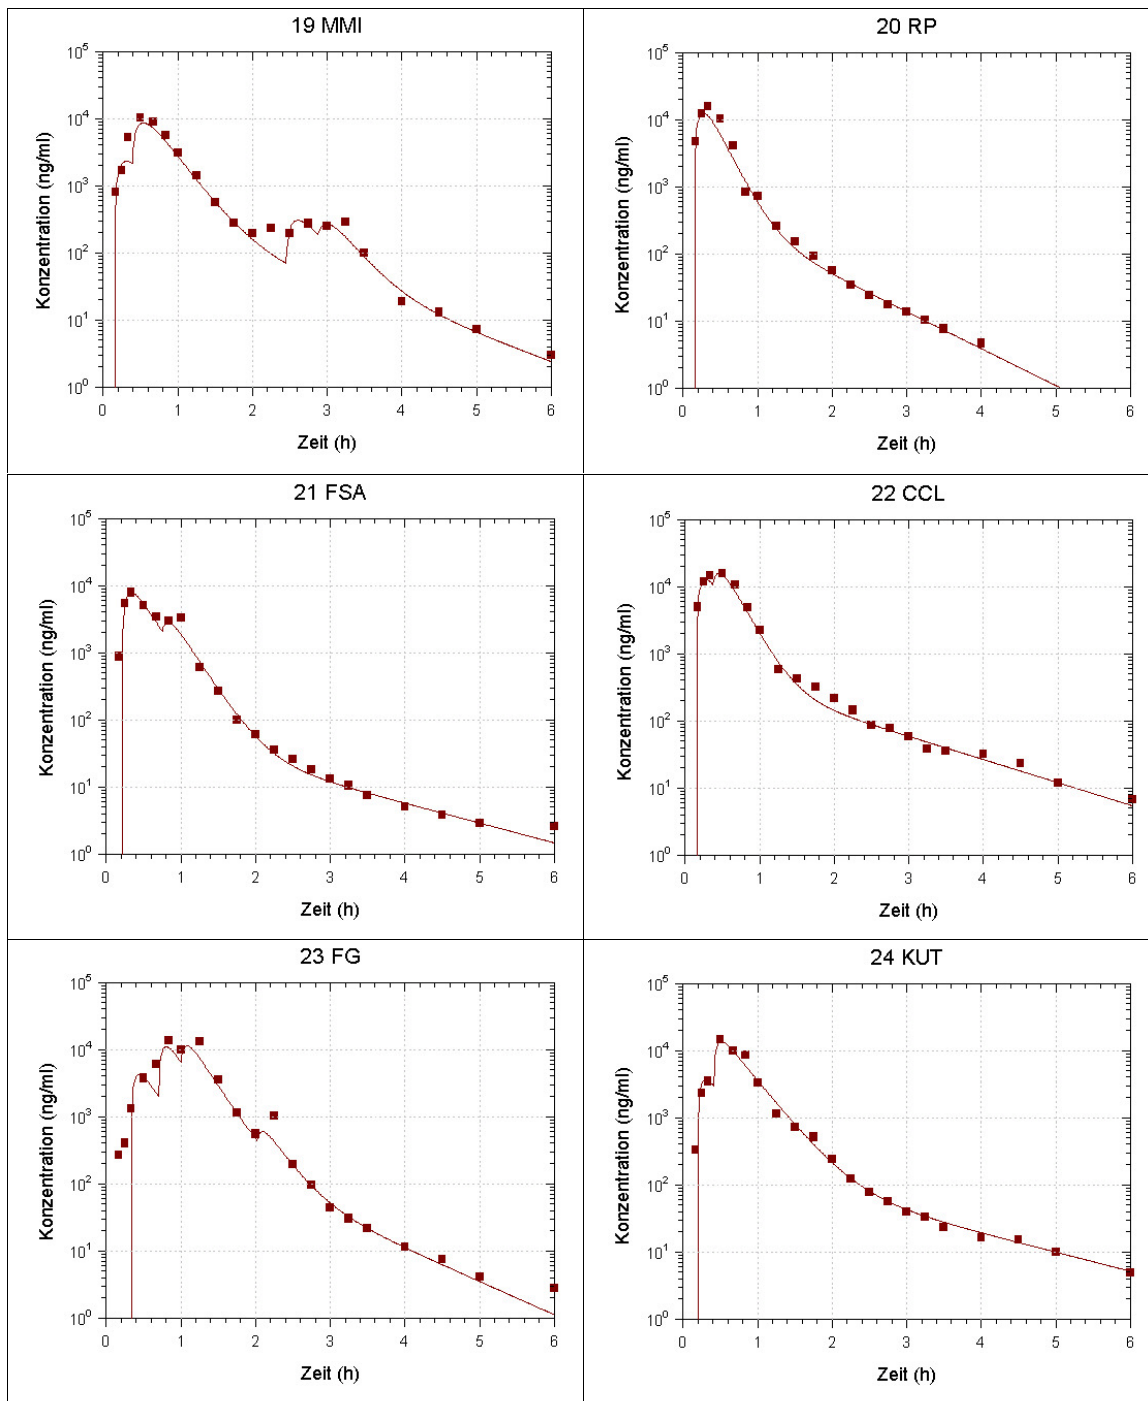 19 MMI
Konzentration (ng/ml)
10^5
10^4
10^3
10^2
10^1
10^0
0 1 2 3 4 5 6
Zeit (h)
20 RP
Konzentration (ng/ml)
10^5
10^4
10^3
10^2
10^1
10^0
0 1 2 3 4 5 6
Zeit (h)
21 FSA
Konzentration (ng/ml)
10^5
10^4
10^3
10^2
10^1
10^0
0 1 2 3 4 5 6
Zeit (h)
22 CCL
Konzentration (ng/ml)
10^5
10^4
10^3
10^2
10^1
10^0
0 1 2 3 4 5 6
Zeit (h)
23 FG
Konzentration (ng/ml)
10^5
10^4
10^3
10^2
10^1
10^0
0 1 2 3 4 5 6
Zeit (h)
24 KUT
Konzentration (ng/ml)
10^5
10^4
10^3
10^2
10^1
10^0
0 1 2 3 4 5 6
Zeit (h)